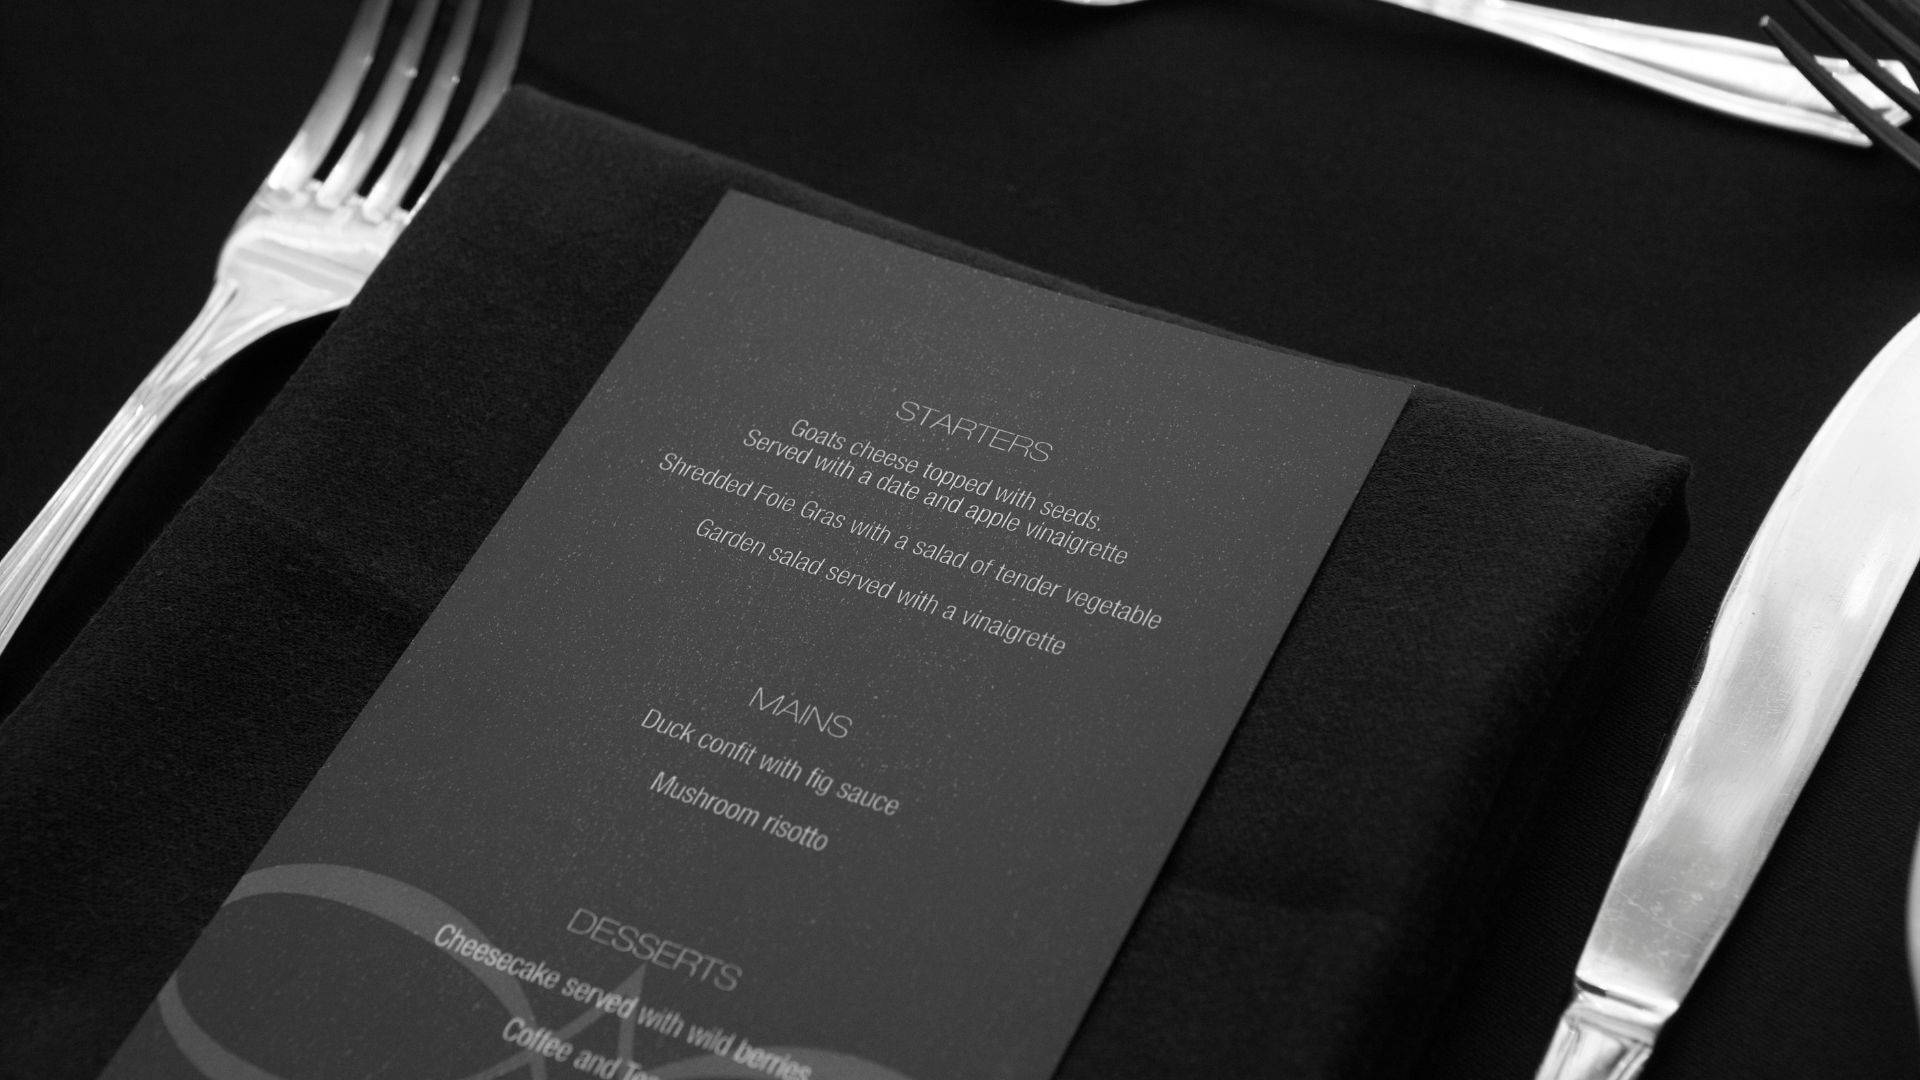 STARTERS
Goats cheese topped with seeds.
Served with a date and apple vinaigrette
Shredded Foie Gras with a salad of tender vegetable
Garden salad served with a vinaigrette
MAINS
Duck confit with fig sauce
Mushroom risotto
DESSERTS
Cheesecake served with wild berries
Coffee and Tea